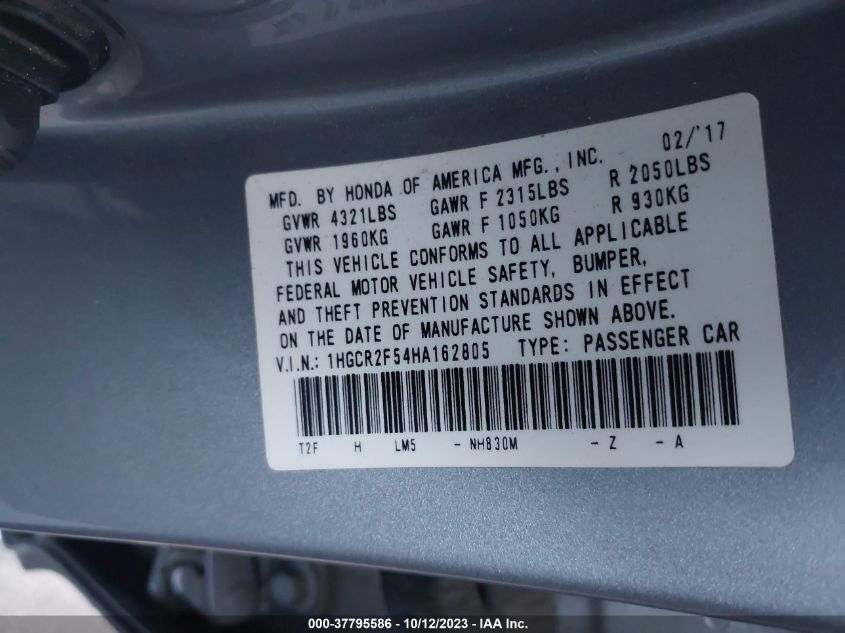 MFD. BY HONDA OF AMERICA MFG., INC. 02/'17
GVWR 4321LBS GAWR F 2315LBS R 2050LBS
GVWR 1960KG GAWR F 1050KG R 930KG
THIS VEHICLE CONFORMS TO ALL APPLICABLE
FEDERAL MOTOR VEHICLE SAFETY, BUMPER,
AND THEFT PREVENTION STANDARDS IN EFFECT
ON THE DATE OF MANUFACTURE SHOWN ABOVE.
V.I.N.: 1HGCR2F54HA162805 TYPE: PASSENGER CAR
T2F H LM5 - NH830M - Z - A
000-37795586 - 10/12/2023 - IAA Inc.